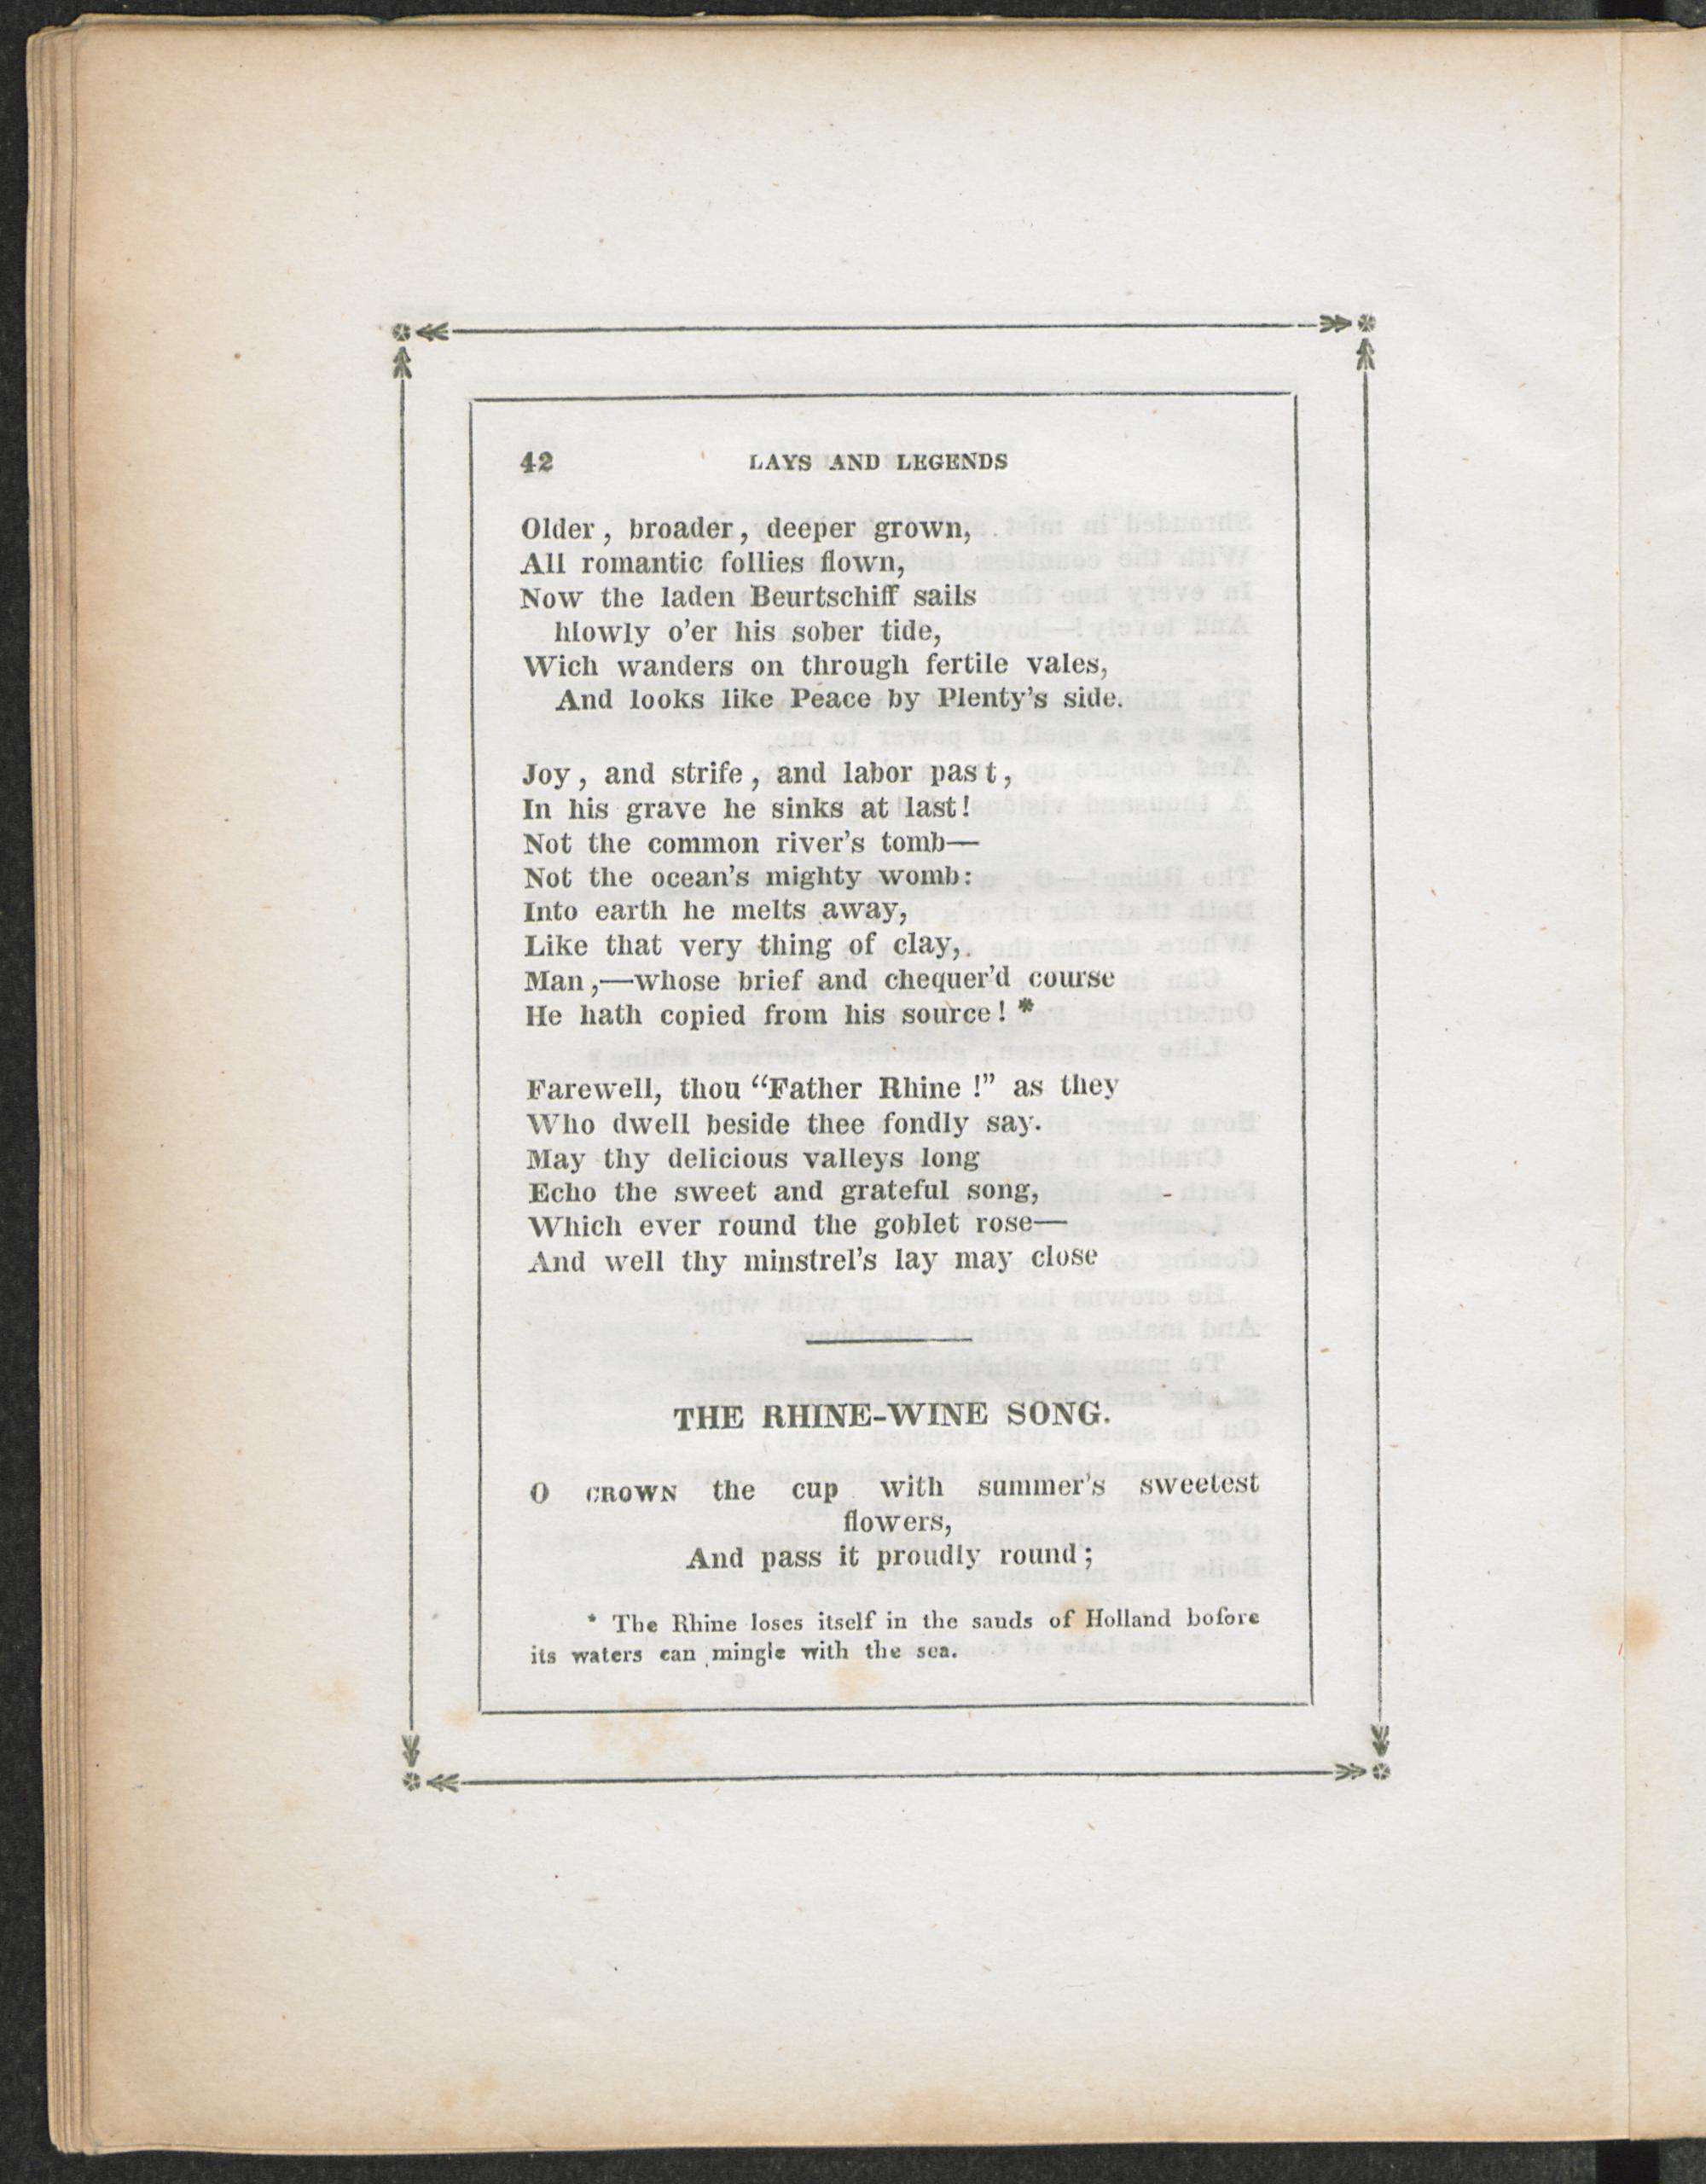 42 LAYS AND LEGENDS
Older, broader, deeper grown,
All romantic follies flown,
Now the laden Beurtschiff sails
hlowly o'er his sober tide,
Wich wanders on through fertile vales,
And looks like Peace by Plenty's side.
Joy, and strife, and labor past,
In his grave he sinks at last!
Not the common river's tomb—
Not the ocean's mighty womb:
Into earth he melts away,
Like that very thing of clay,
Man,—whose brief and chequer'd course
He hath copied from his source! *
Farewell, thou “Father Rhine!” as they
Who dwell beside thee fondly say.
May thy delicious valleys long
Echo the sweet and grateful song,
Which ever round the goblet rose—
And well thy minstrel's lay may close
THE RHINE-WINE SONG.
O CROWN the cup with summer's sweetest
flowers,
And pass it proudly round;
* The Rhine loses itself in the sands of Holland bofore
its waters can mingle with the sea.